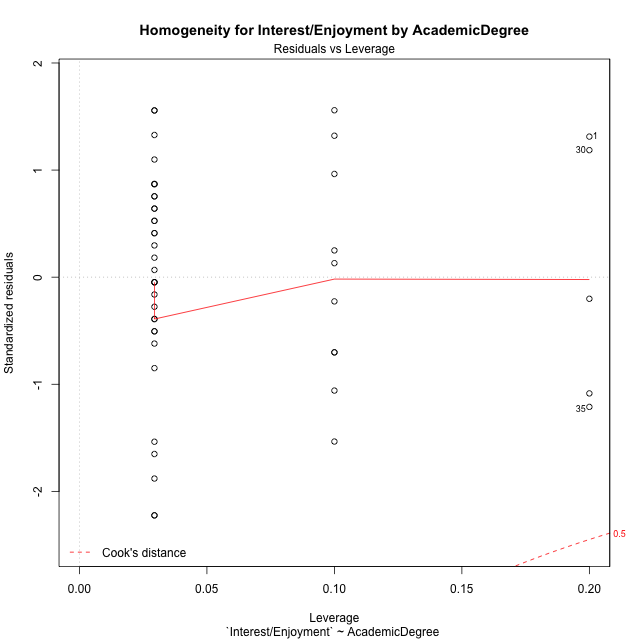 Homogeneity for Interest/Enjoyment by AcademicDegree
Residuals vs Leverage
2
1
0
-1
-2
Standardized residuals
1
30
35
0.5
Cook's distance
0.00
0.05
0.10
0.15
0.20
Leverage
`Interest/Enjoyment` ~ AcademicDegree